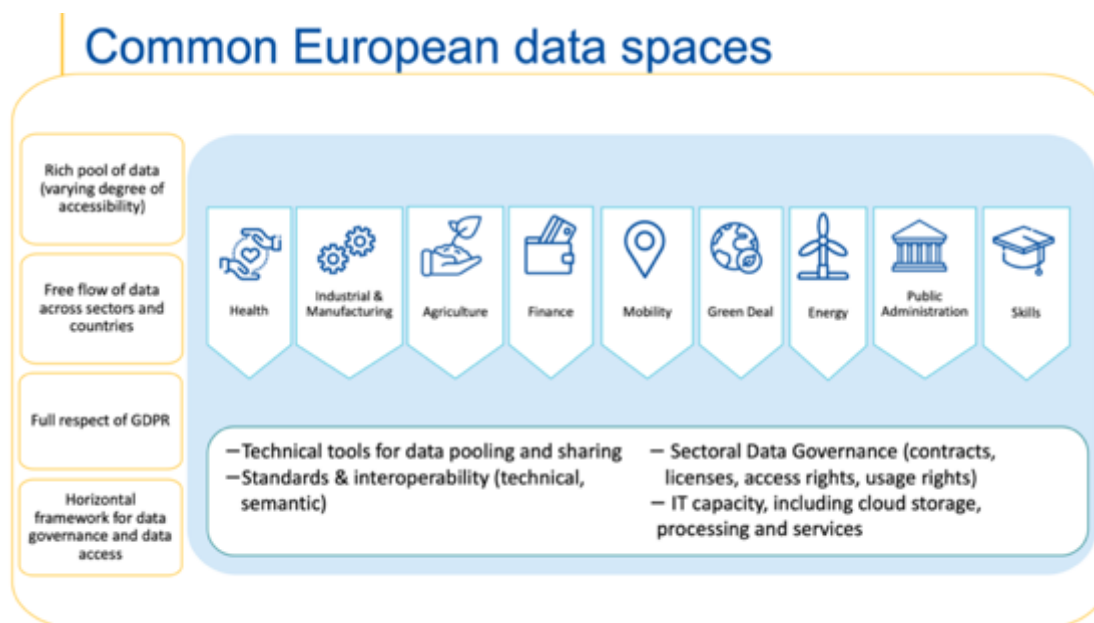 Common European data spaces
Rich pool of data
(varying degree of
accessibility)
Free flow of data
across sectors and
countries
Full respect of GDPR
Horizontal
framework for data
governance and data
access
Health
Industrial &
Manufacturing
Agriculture
Finance
Mobility
Green Deal
Energy
Public
Administration
Skills
—Technical tools for data pooling and sharing
—Standards & interoperability (technical,
semantic)
— Sectoral Data Governance (contracts,
licenses, access rights, usage rights)
— IT capacity, including cloud storage,
processing and services